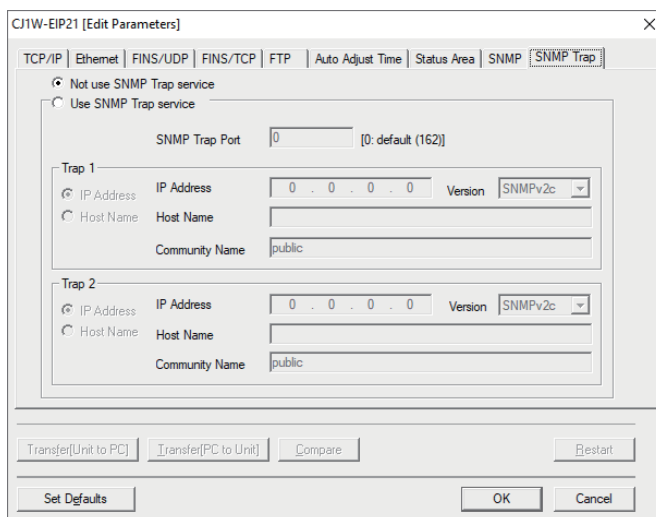 CJ1W-EIP21 [Edit Parameters]
TCP/IP Ethernet FINS/UDP FINS/TCP FTP Auto Adjust Time Status Area SNMP SNMP Trap
Not use SNMP Trap service
Use SNMP Trap service
SNMP Trap Port 0 [0: default (162)]
Trap 1
IP Address IP Address 0 . 0 . 0 . 0 Version SNMPv2c
Host Name Host Name
Community Name public
Trap 2
IP Address IP Address 0 . 0 . 0 . 0 Version SNMPv2c
Host Name Host Name
Community Name public
Transfer[Unit to PC] Transfer[PC to Unit] Compare Restart
Set Defaults OK Cancel